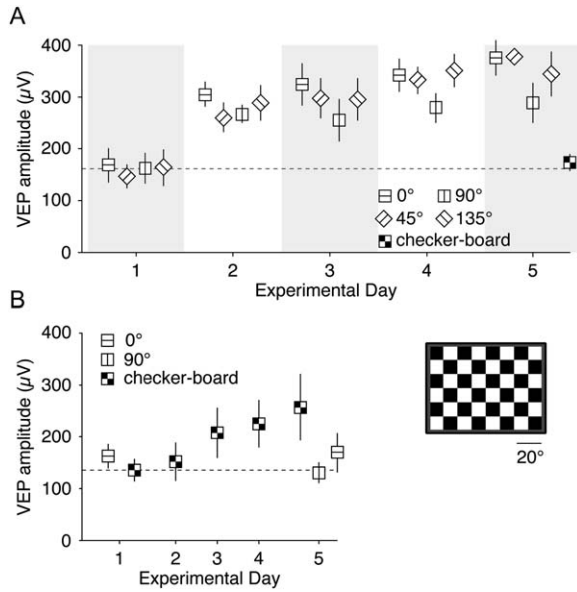 A
VEP amplitude (µV)
400
300
200
100
0
0° 90°
45° 135°
checker-board
1 2 3 4 5
Experimental Day
B
VEP amplitude (µV)
400
300
200
100
0
0°
90°
checker-board
1 2 3 4 5
Experimental Day
20°